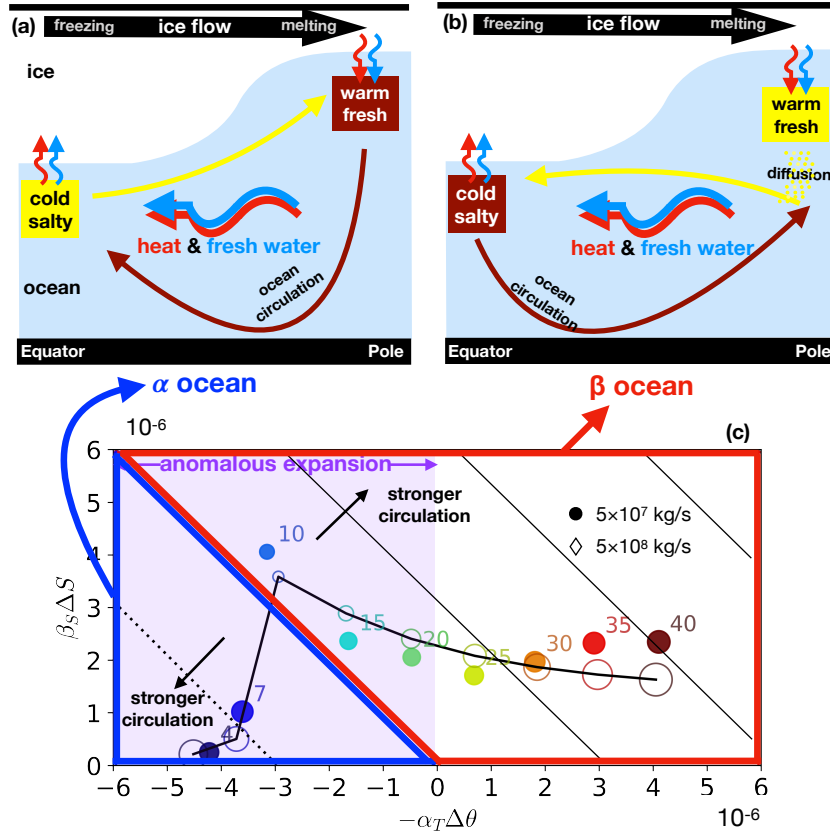 (a)
freezing ice flow melting
ice
warm
fresh
cold
salty
heat & fresh water
ocean
circulation
ocean
Equator Pole
(b)
freezing ice flow melting
warm
fresh
diffusion
cold
salty
heat & fresh water
ocean
circulation
Equator Pole
α ocean
β ocean
10⁻⁶
(c)
anomalous expansion
stronger
circulation
5×10⁷ kg/s
5×10⁸ kg/s
10
15
20
25
30
35
40
7
4
stronger
circulation
β_SΔS
6
5
4
3
2
1
0
−6 −5 −4 −3 −2 −1 0 1 2 3 4 5 6
−α_TΔθ
10⁻⁶